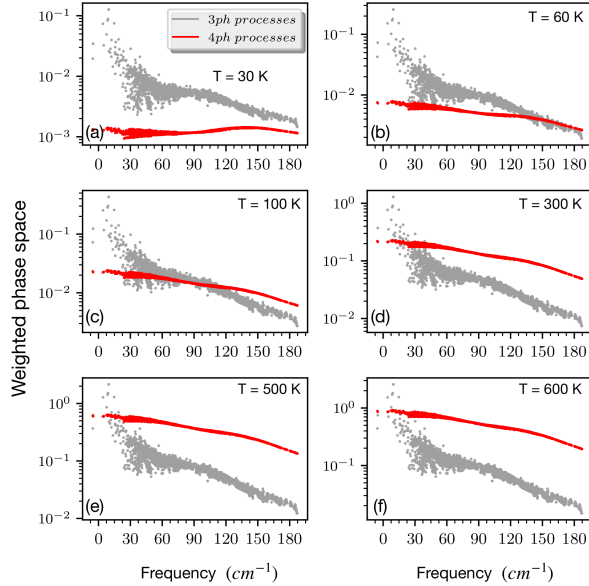 3ph processes
4ph processes
T = 30 K
(a)
10⁻¹
10⁻²
10⁻³
0 30 60 90 120 150 180
T = 60 K
(b)
10⁻¹
10⁻²
0 30 60 90 120 150 180
Weighted phase space
T = 100 K
(c)
10⁻¹
10⁻²
0 30 60 90 120 150 180
T = 300 K
(d)
10⁰
10⁻¹
10⁻²
0 30 60 90 120 150 180
T = 500 K
(e)
10⁰
10⁻¹
10⁻²
0 30 60 90 120 150 180
Frequency (cm⁻¹)
T = 600 K
(f)
10⁰
10⁻¹
10⁻²
0 30 60 90 120 150 180
Frequency (cm⁻¹)